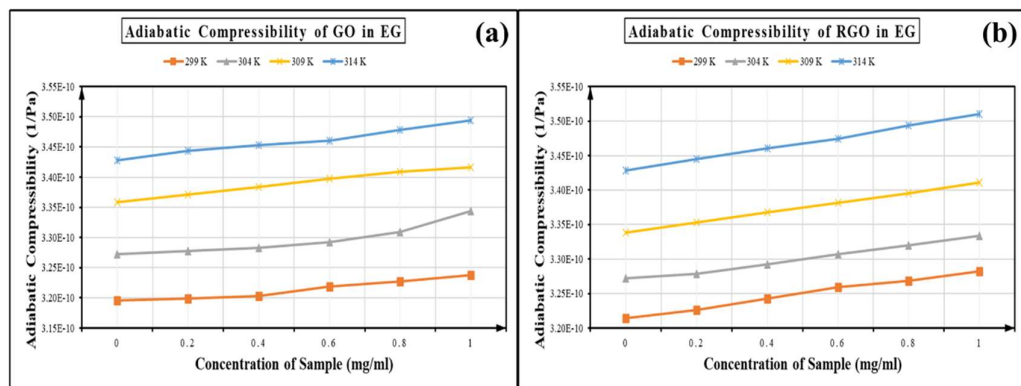 Adiabatic Compressibility of GO in EG
(a)
299 K 304 K 309 K 314 K
Adiabatic Compressibility (1/Pa)
3.55E-10
3.50E-10
3.45E-10
3.40E-10
3.35E-10
3.30E-10
3.25E-10
3.20E-10
3.15E-10
0 0.2 0.4 0.6 0.8 1
Concentration of Sample (mg/ml)
Adiabatic Compressibility of RGO in EG
(b)
299 K 304 K 309 K 314 K
Adiabatic Compressibility (1/Pa)
3.55E-10
3.50E-10
3.45E-10
3.40E-10
3.35E-10
3.30E-10
3.25E-10
3.20E-10
0 0.2 0.4 0.6 0.8 1
Concentration of Sample (mg/ml)